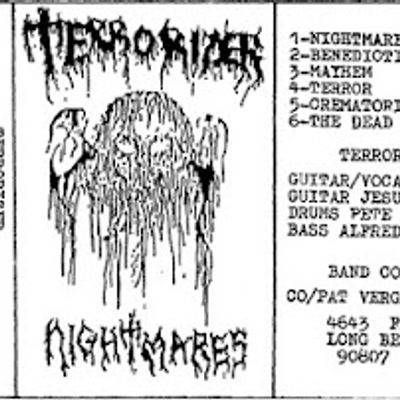 TERRORIZER
NIGHTMARES
1-NIGHTMARE
2-BENEDICTI
3-MAYHEM
4-TERROR
5-CREMATORI
6-THE DEAD
TERROR
GUITAR/VOCA
GUITAR JESU
DRUMS PETE
BASS ALFRED
BAND CO
CO/PAT VERG
4643 P
LONG BE
90807